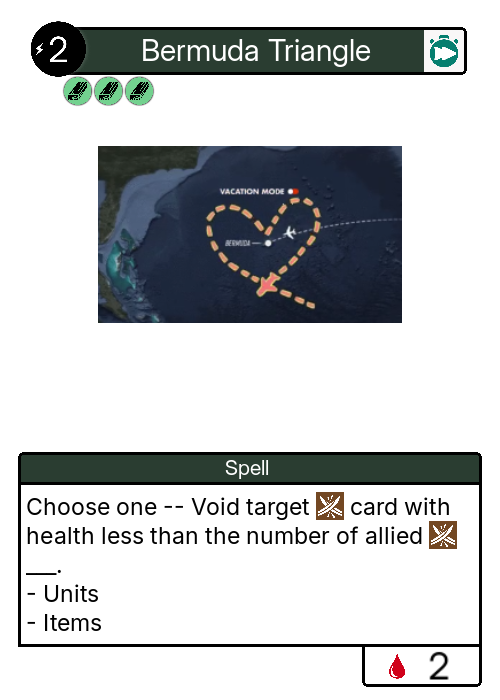 2
Bermuda Triangle
VACATION MODE
BERMUDA
Spell
Choose one -- Void target card with
health less than the number of allied
___.
- Units
- Items
2